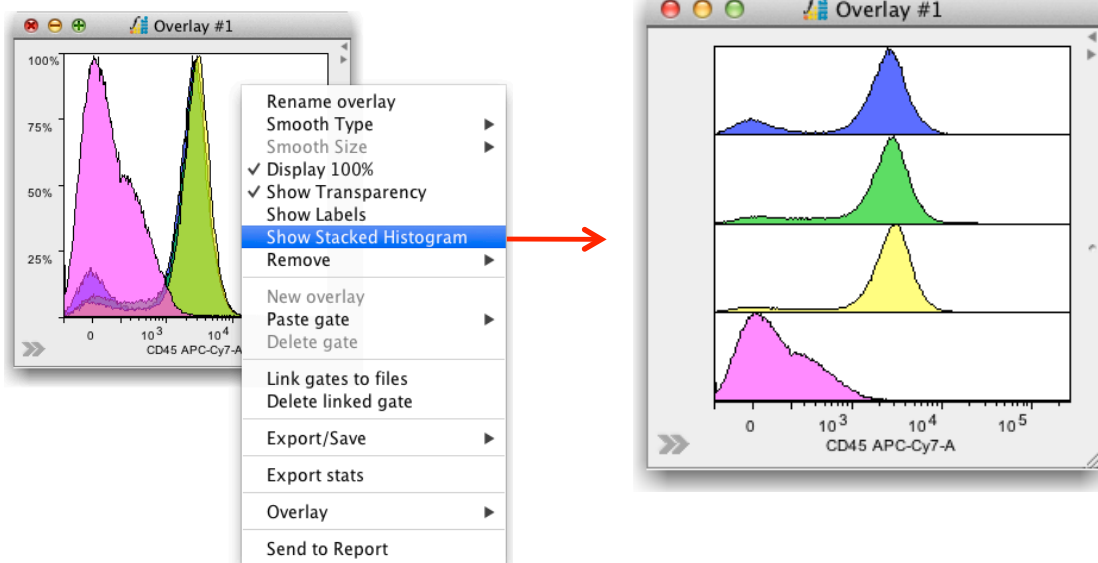 Overlay #1
100%
75%
50%
25%
0 10³ 10⁴
CD45 APC-Cy7-A
Rename overlay
Smooth Type
Smooth Size
✓ Display 100%
✓ Show Transparency
Show Labels
Show Stacked Histogram
Remove
New overlay
Paste gate
Delete gate
Link gates to files
Delete linked gate
Export/Save
Export stats
Overlay
Send to Report
Overlay #1
0 10³ 10⁴ 10⁵
CD45 APC-Cy7-A